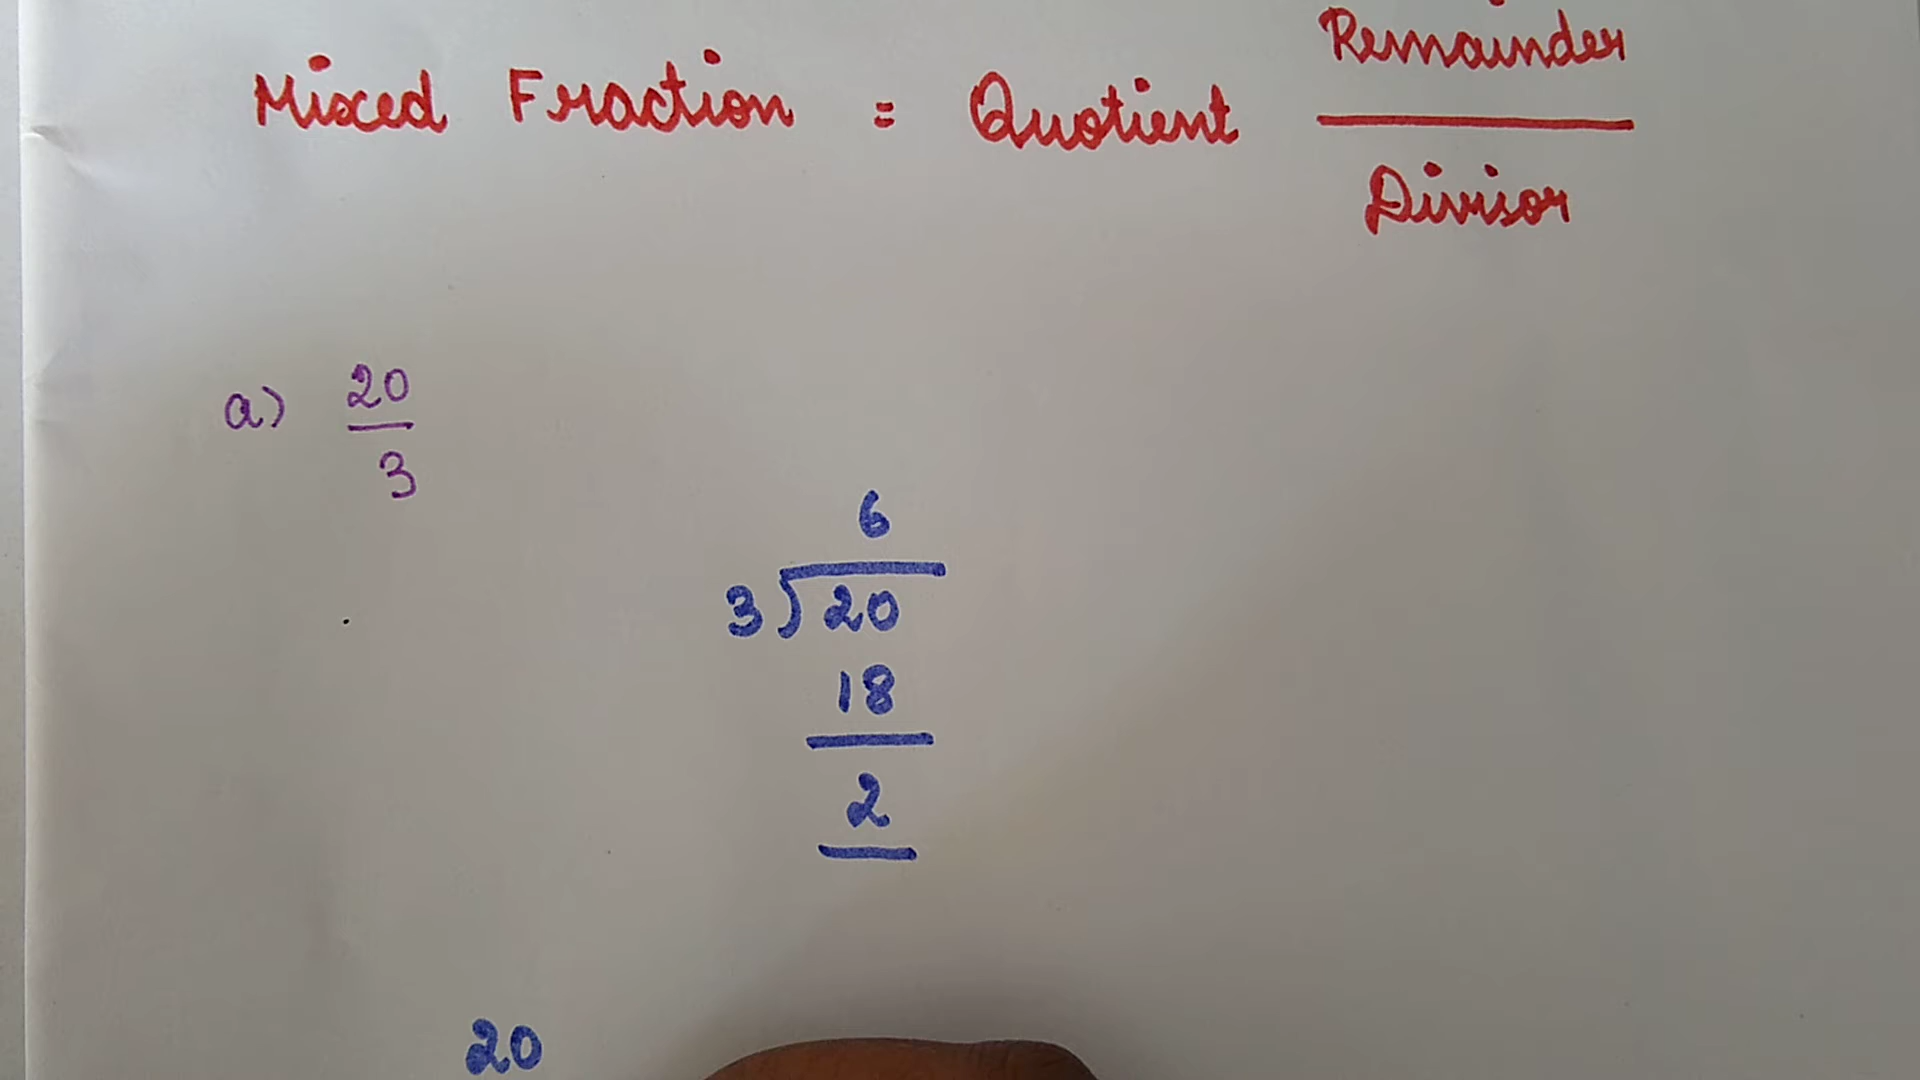 Mixed Fraction = Quotient Remainder
Divisor
a) 20
3
6
3) 20
18
2
20